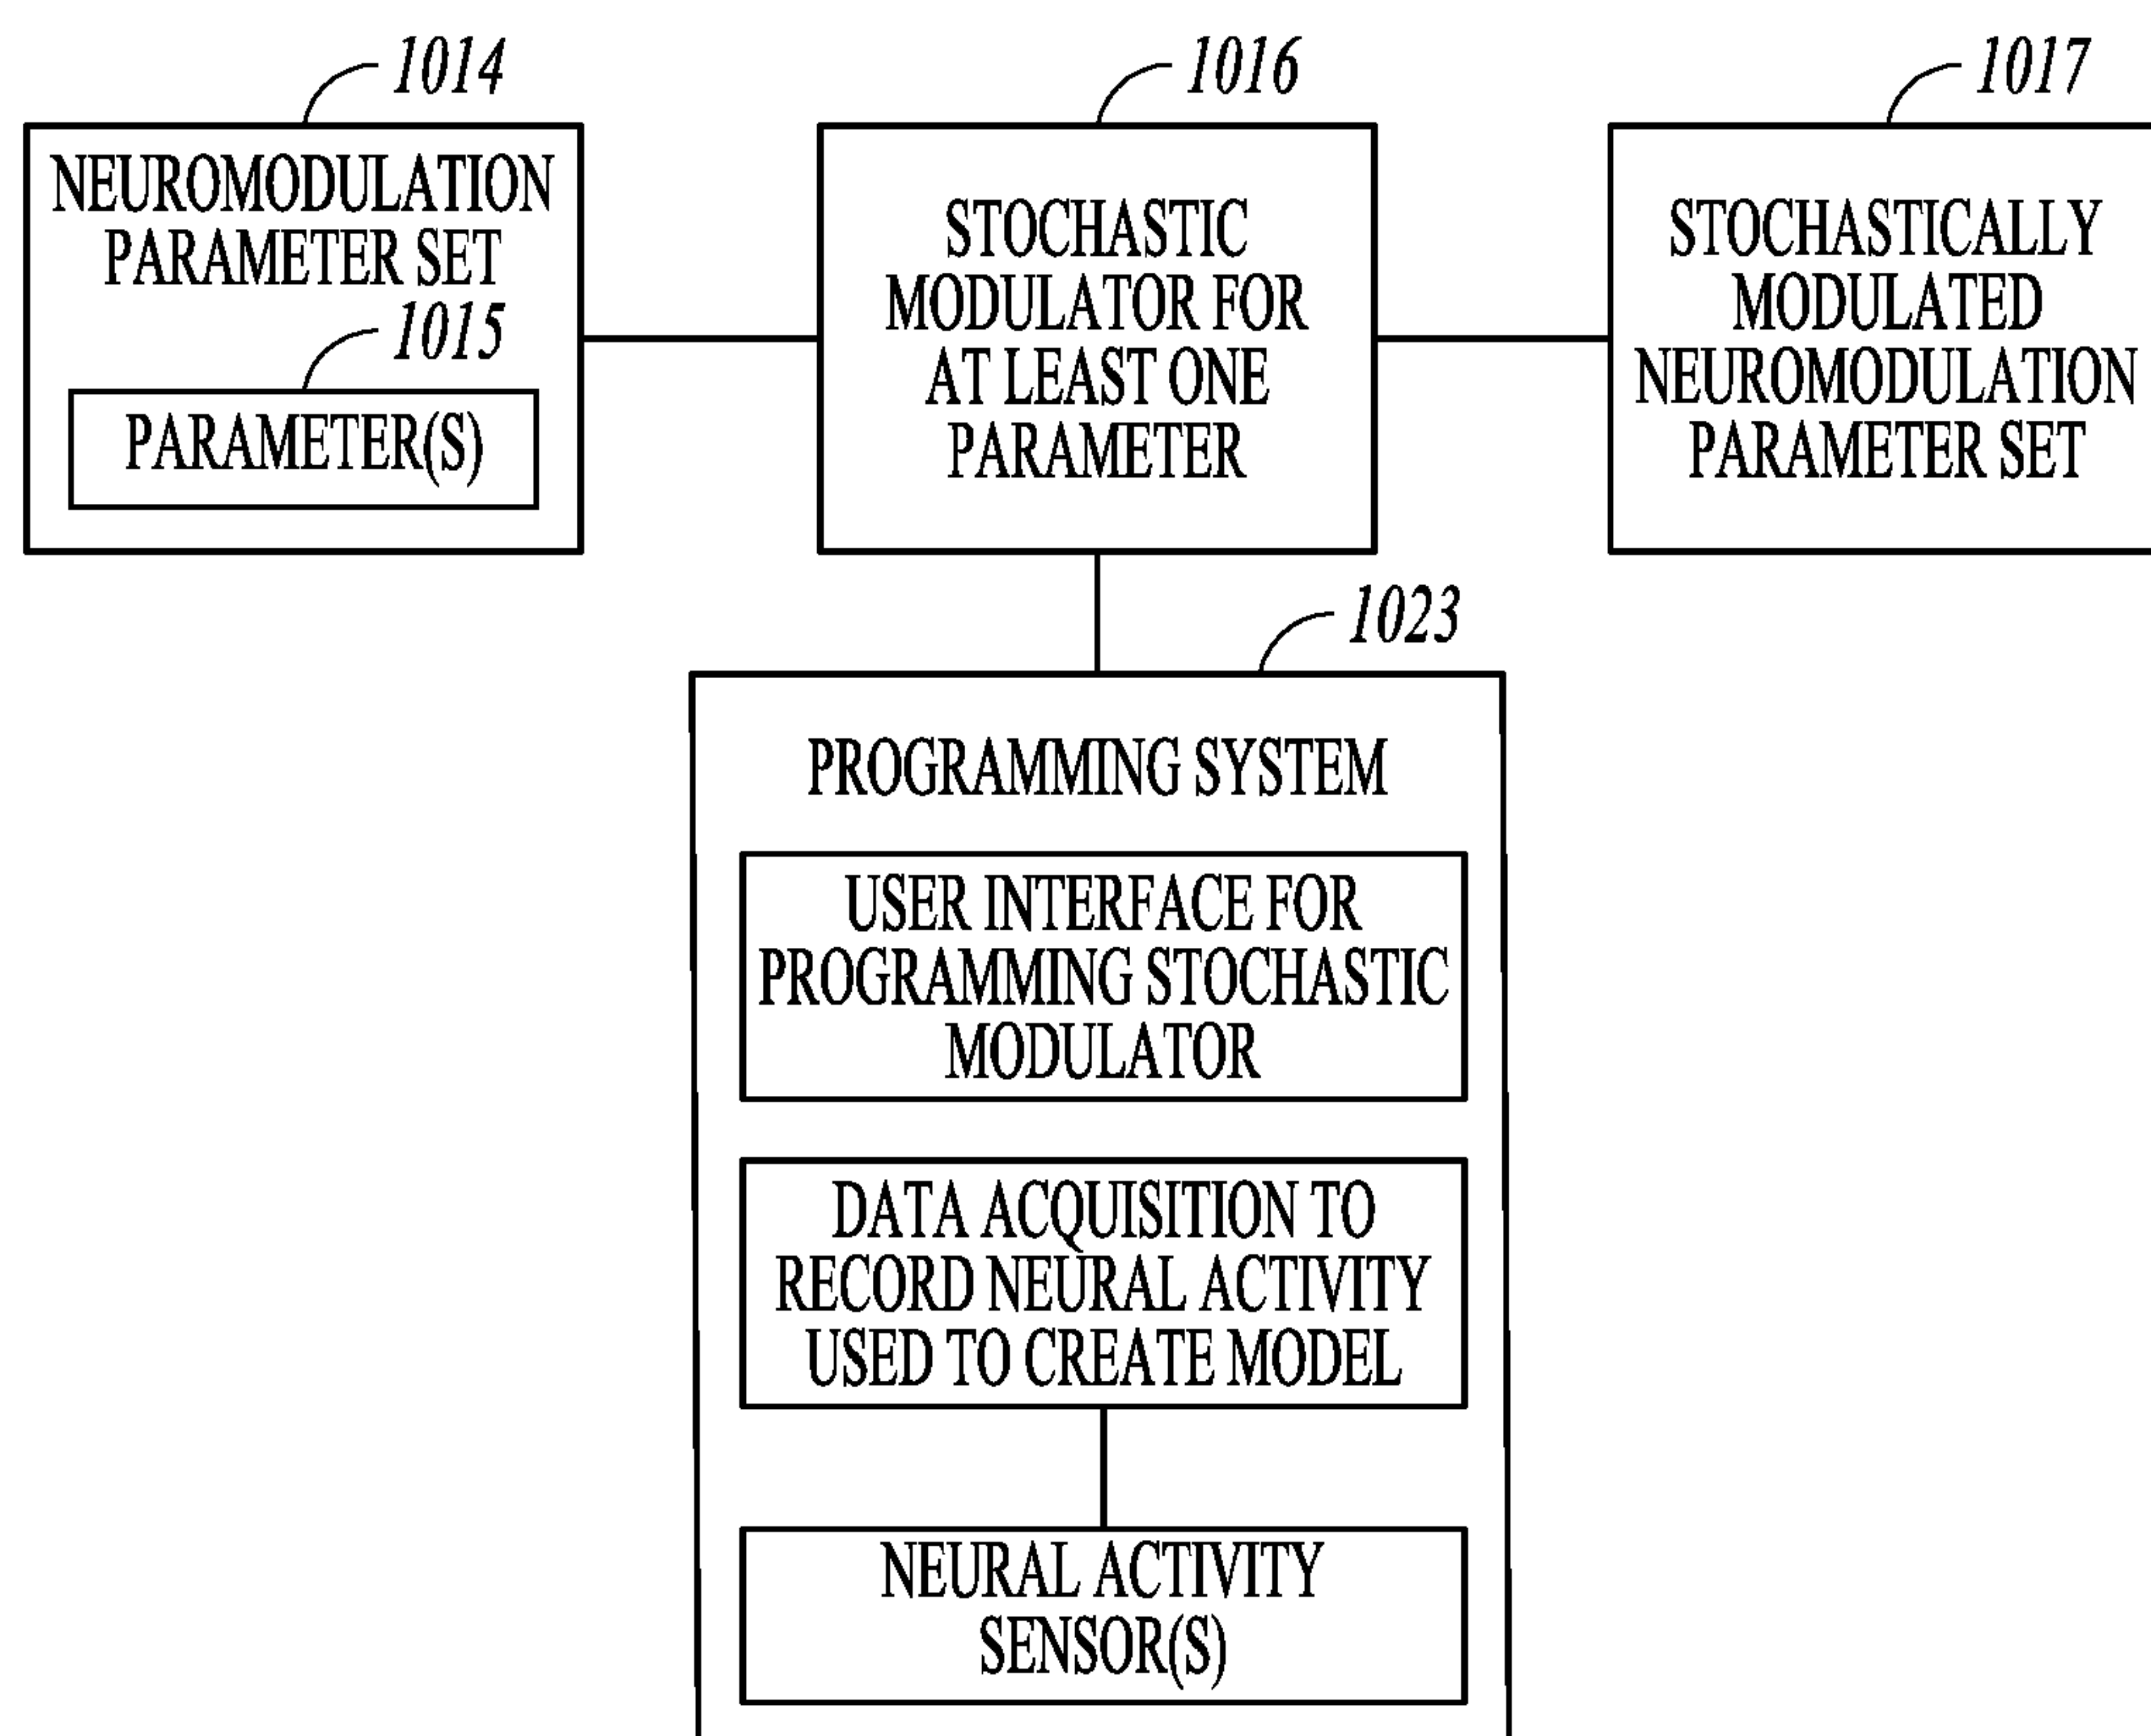 1014
NEUROMODULATION
PARAMETER SET
1015
PARAMETER(S)
1016
STOCHASTIC
MODULATOR FOR
AT LEAST ONE
PARAMETER
1017
STOCHASTICALLY
MODULATED
NEUROMODULATION
PARAMETER SET
1023
PROGRAMMING SYSTEM
USER INTERFACE FOR
PROGRAMMING STOCHASTIC
MODULATOR
DATA ACQUISITION TO
RECORD NEURAL ACTIVITY
USED TO CREATE MODEL
NEURAL ACTIVITY
SENSOR(S)